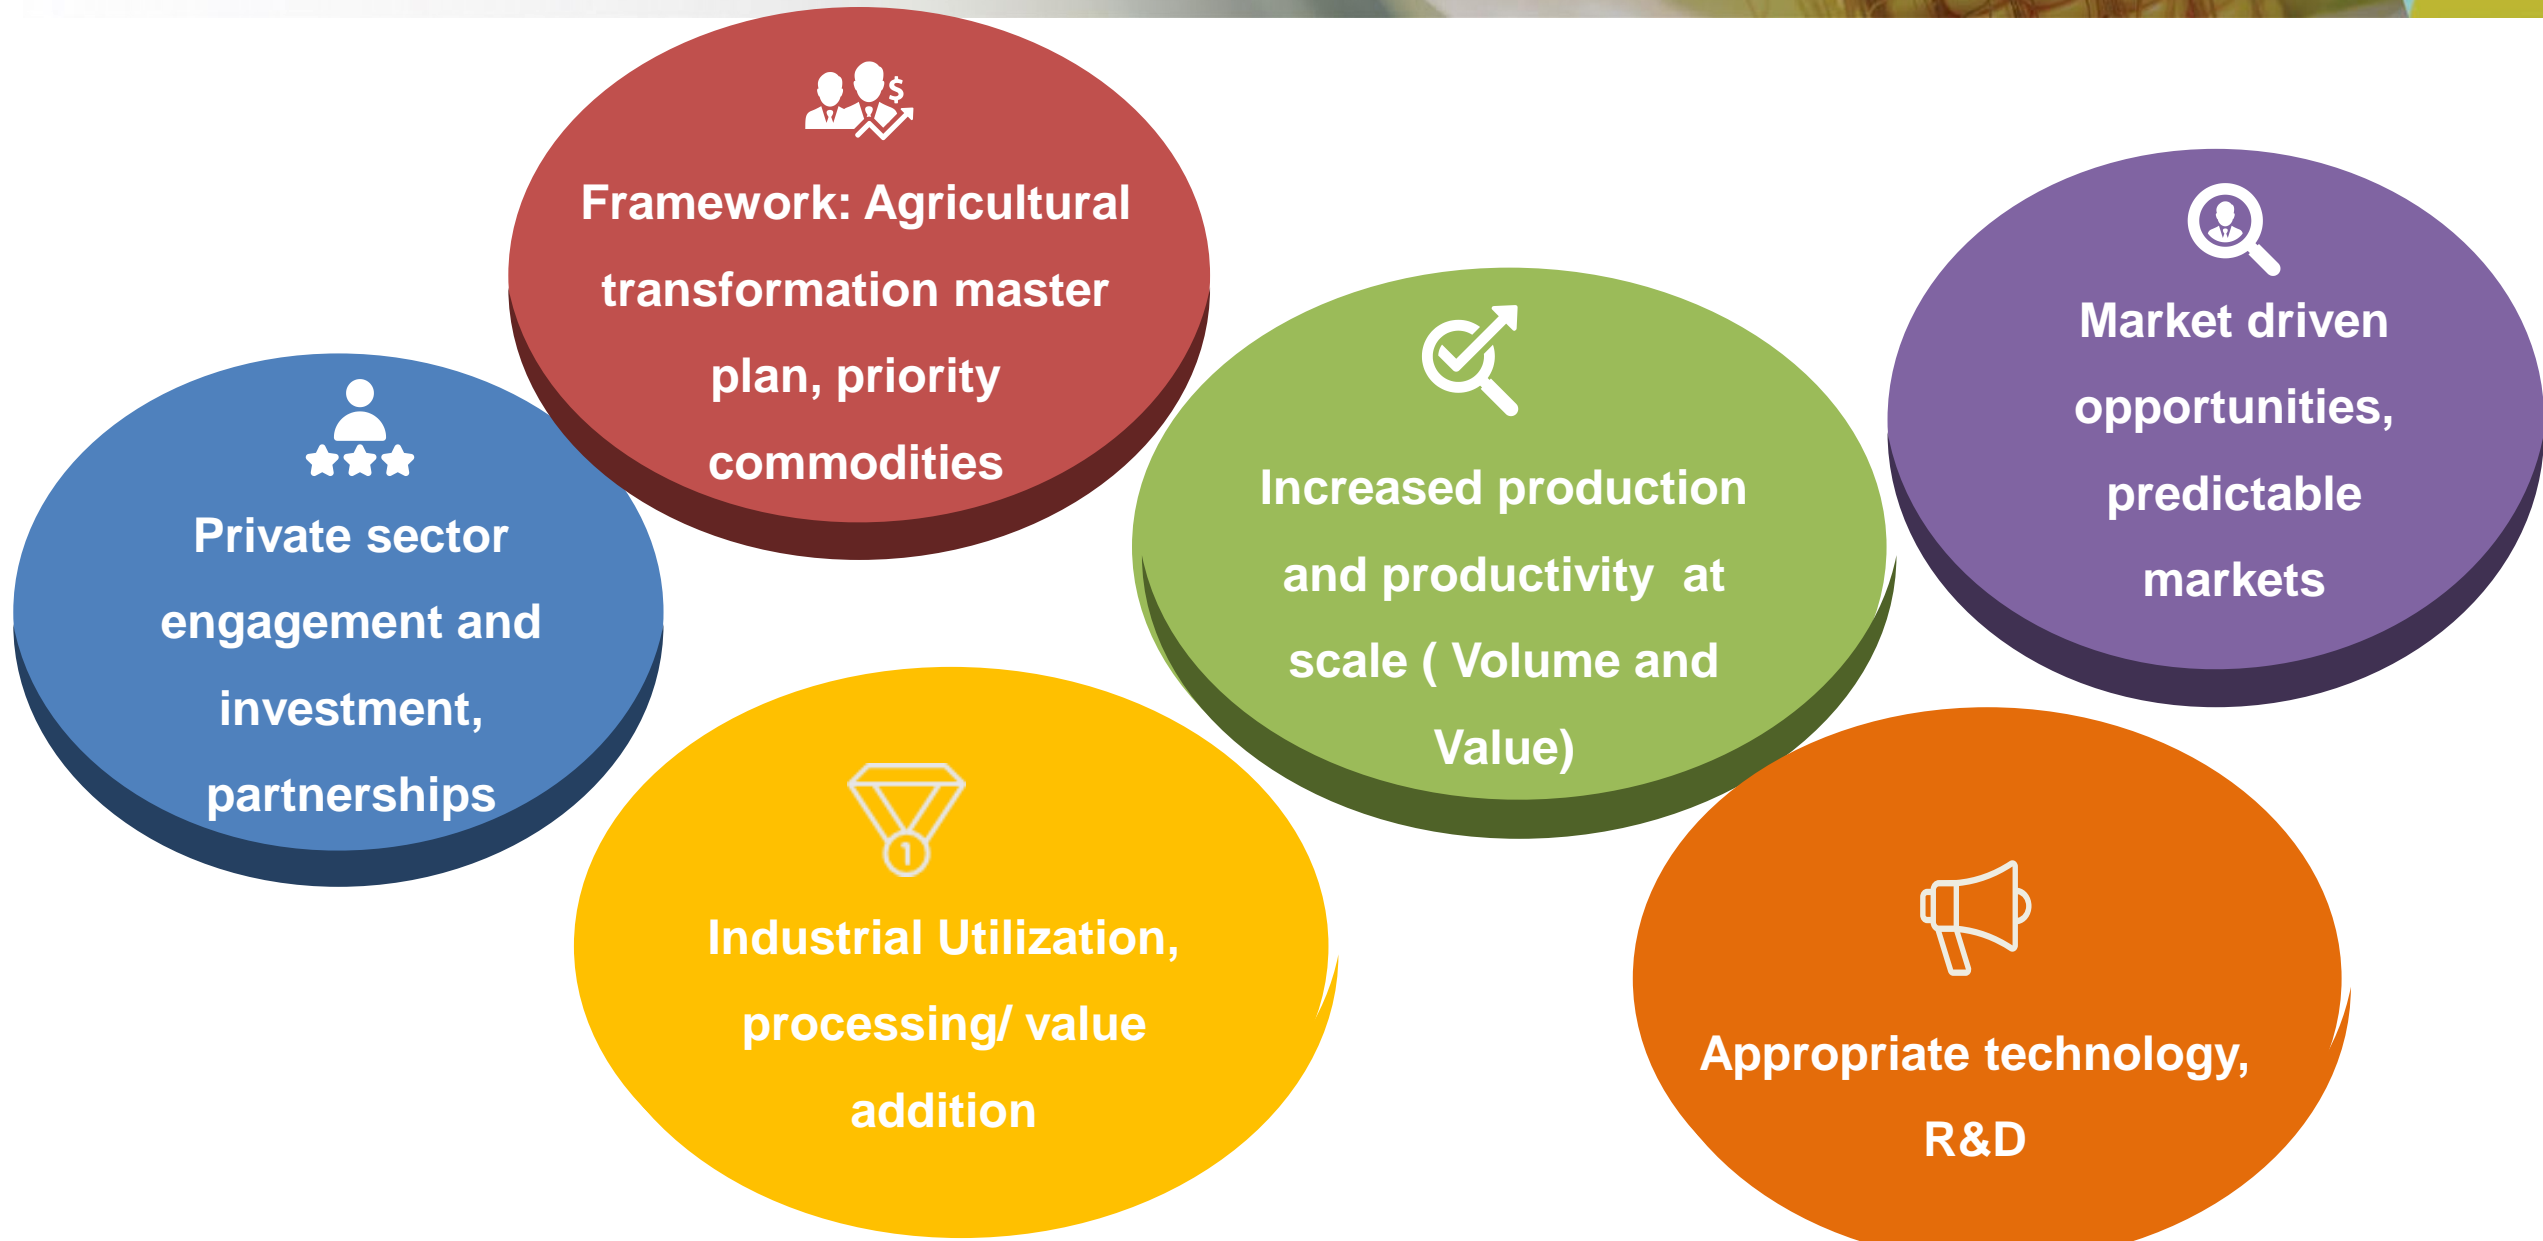 Framework: Agricultural
transformation master
plan, priority
commodities
Private sector
engagement and
investment,
partnerships
Increased production
and productivity  at
scale ( Volume and
Value)
Market driven
opportunities,
predictable
markets
$
1
Industrial Utilization,
processing/ value
addition
Appropriate technology,
R&D